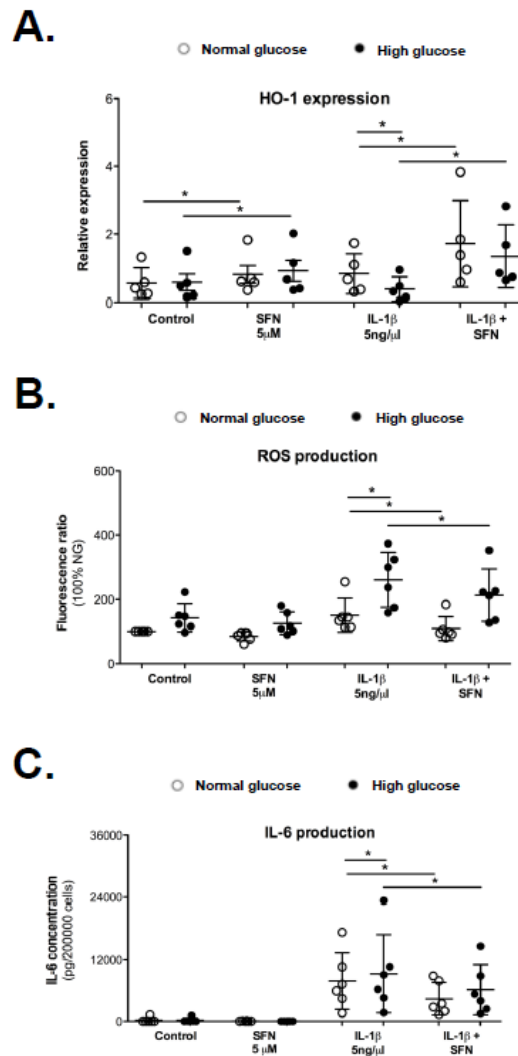 A.
Normal glucose High glucose
HO-1 expression
Relative expression
6
4
2
0
*
*
*
*
*
Control SFN IL-1β IL-1β +
5μM 5ng/μl SFN
B.
Normal glucose High glucose
ROS production
Fluorescence ratio
(100% NG)
600
400
200
0
*
*
*
Control SFN IL-1β IL-1β +
5μM 5ng/μl SFN
C.
Normal glucose High glucose
IL-6 production
IL-6 concentration
(pg/200000 cells)
36000
24000
12000
0
*
*
*
Control SFN IL-1β IL-1β +
5 μM 5ng/μl SFN